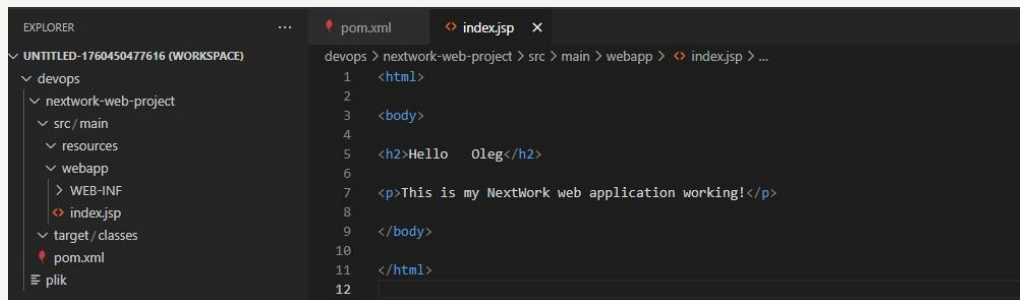 EXPLORER
UNTITLED-1760450477616 (WORKSPACE)
devops
nextwork-web-project
src/main
resources
webapp
WEB-INF
index.jsp
target/classes
pom.xml
plik
pom.xml index.jsp
devops > nextwork-web-project > src > main > webapp > index.jsp > ...
1 <html>
2
3 <body>
4
5 <h2>Hello   Oleg</h2>
6
7 <p>This is my NextWork web application working!</p>
8
9 </body>
10
11 </html>
12